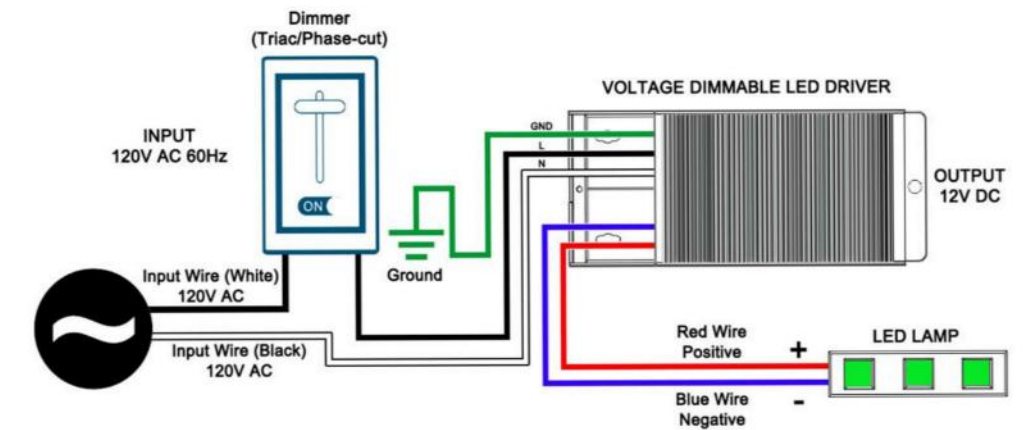 Dimmer
(Triac/Phase-cut)
VOLTAGE DIMMABLE LED DRIVER
INPUT
120V AC 60Hz
GND
L
N
OUTPUT
12V DC
ON
Ground
Input Wire (White)
120V AC
Input Wire (Black)
120V AC
Red Wire
Positive
+
LED LAMP
Blue Wire
Negative
-